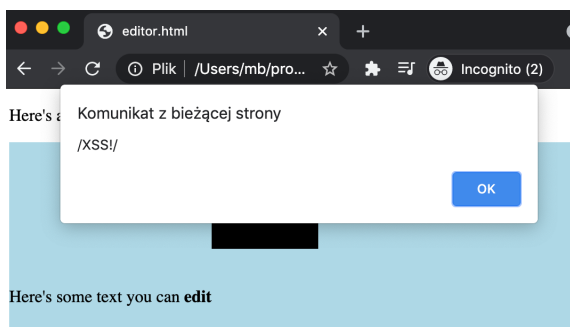 editor.html
Plik /Users/mb/pro... Incognito (2)
Here's a
Komunikat z bieżącej strony
/XSS!/
OK
Here's some text you can edit